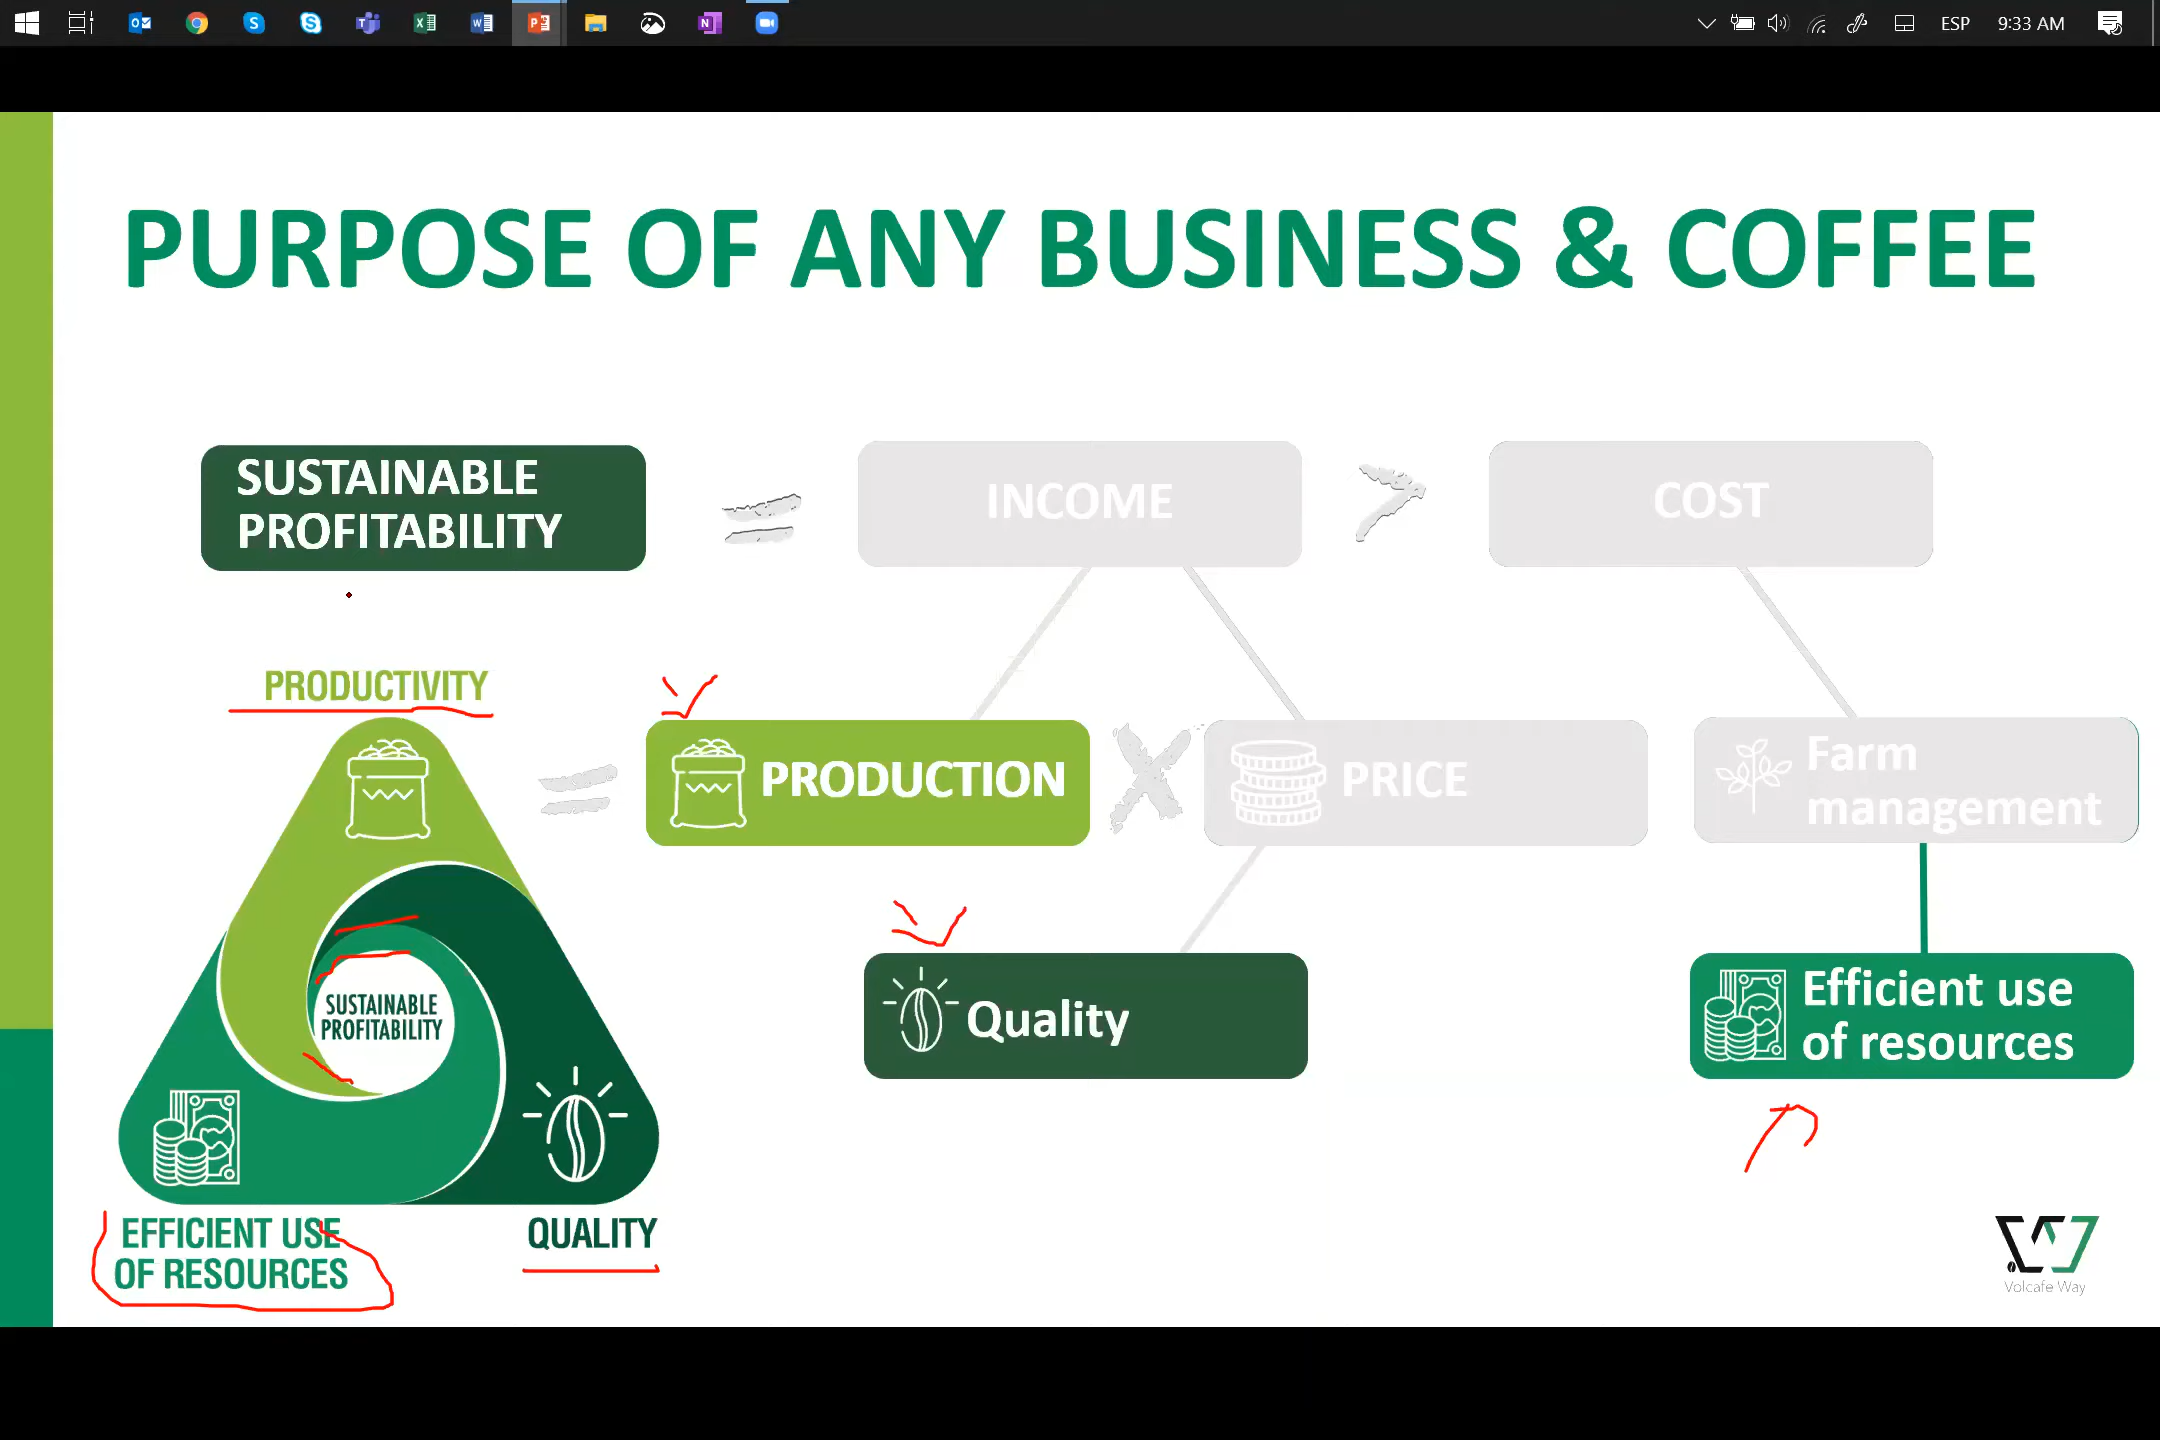 ESP 9:33 AM
PURPOSE OF ANY BUSINESS & COFFEE
SUSTAINABLE
PROFITABILITY
=
INCOME
>
COST
PRODUCTIVITY
=
PRODUCTION
X
PRICE
Farm
management
SUSTAINABLE
PROFITABILITY
Quality
Efficient use
of resources
EFFICIENT USE
OF RESOURCES
QUALITY
Volcafe Way